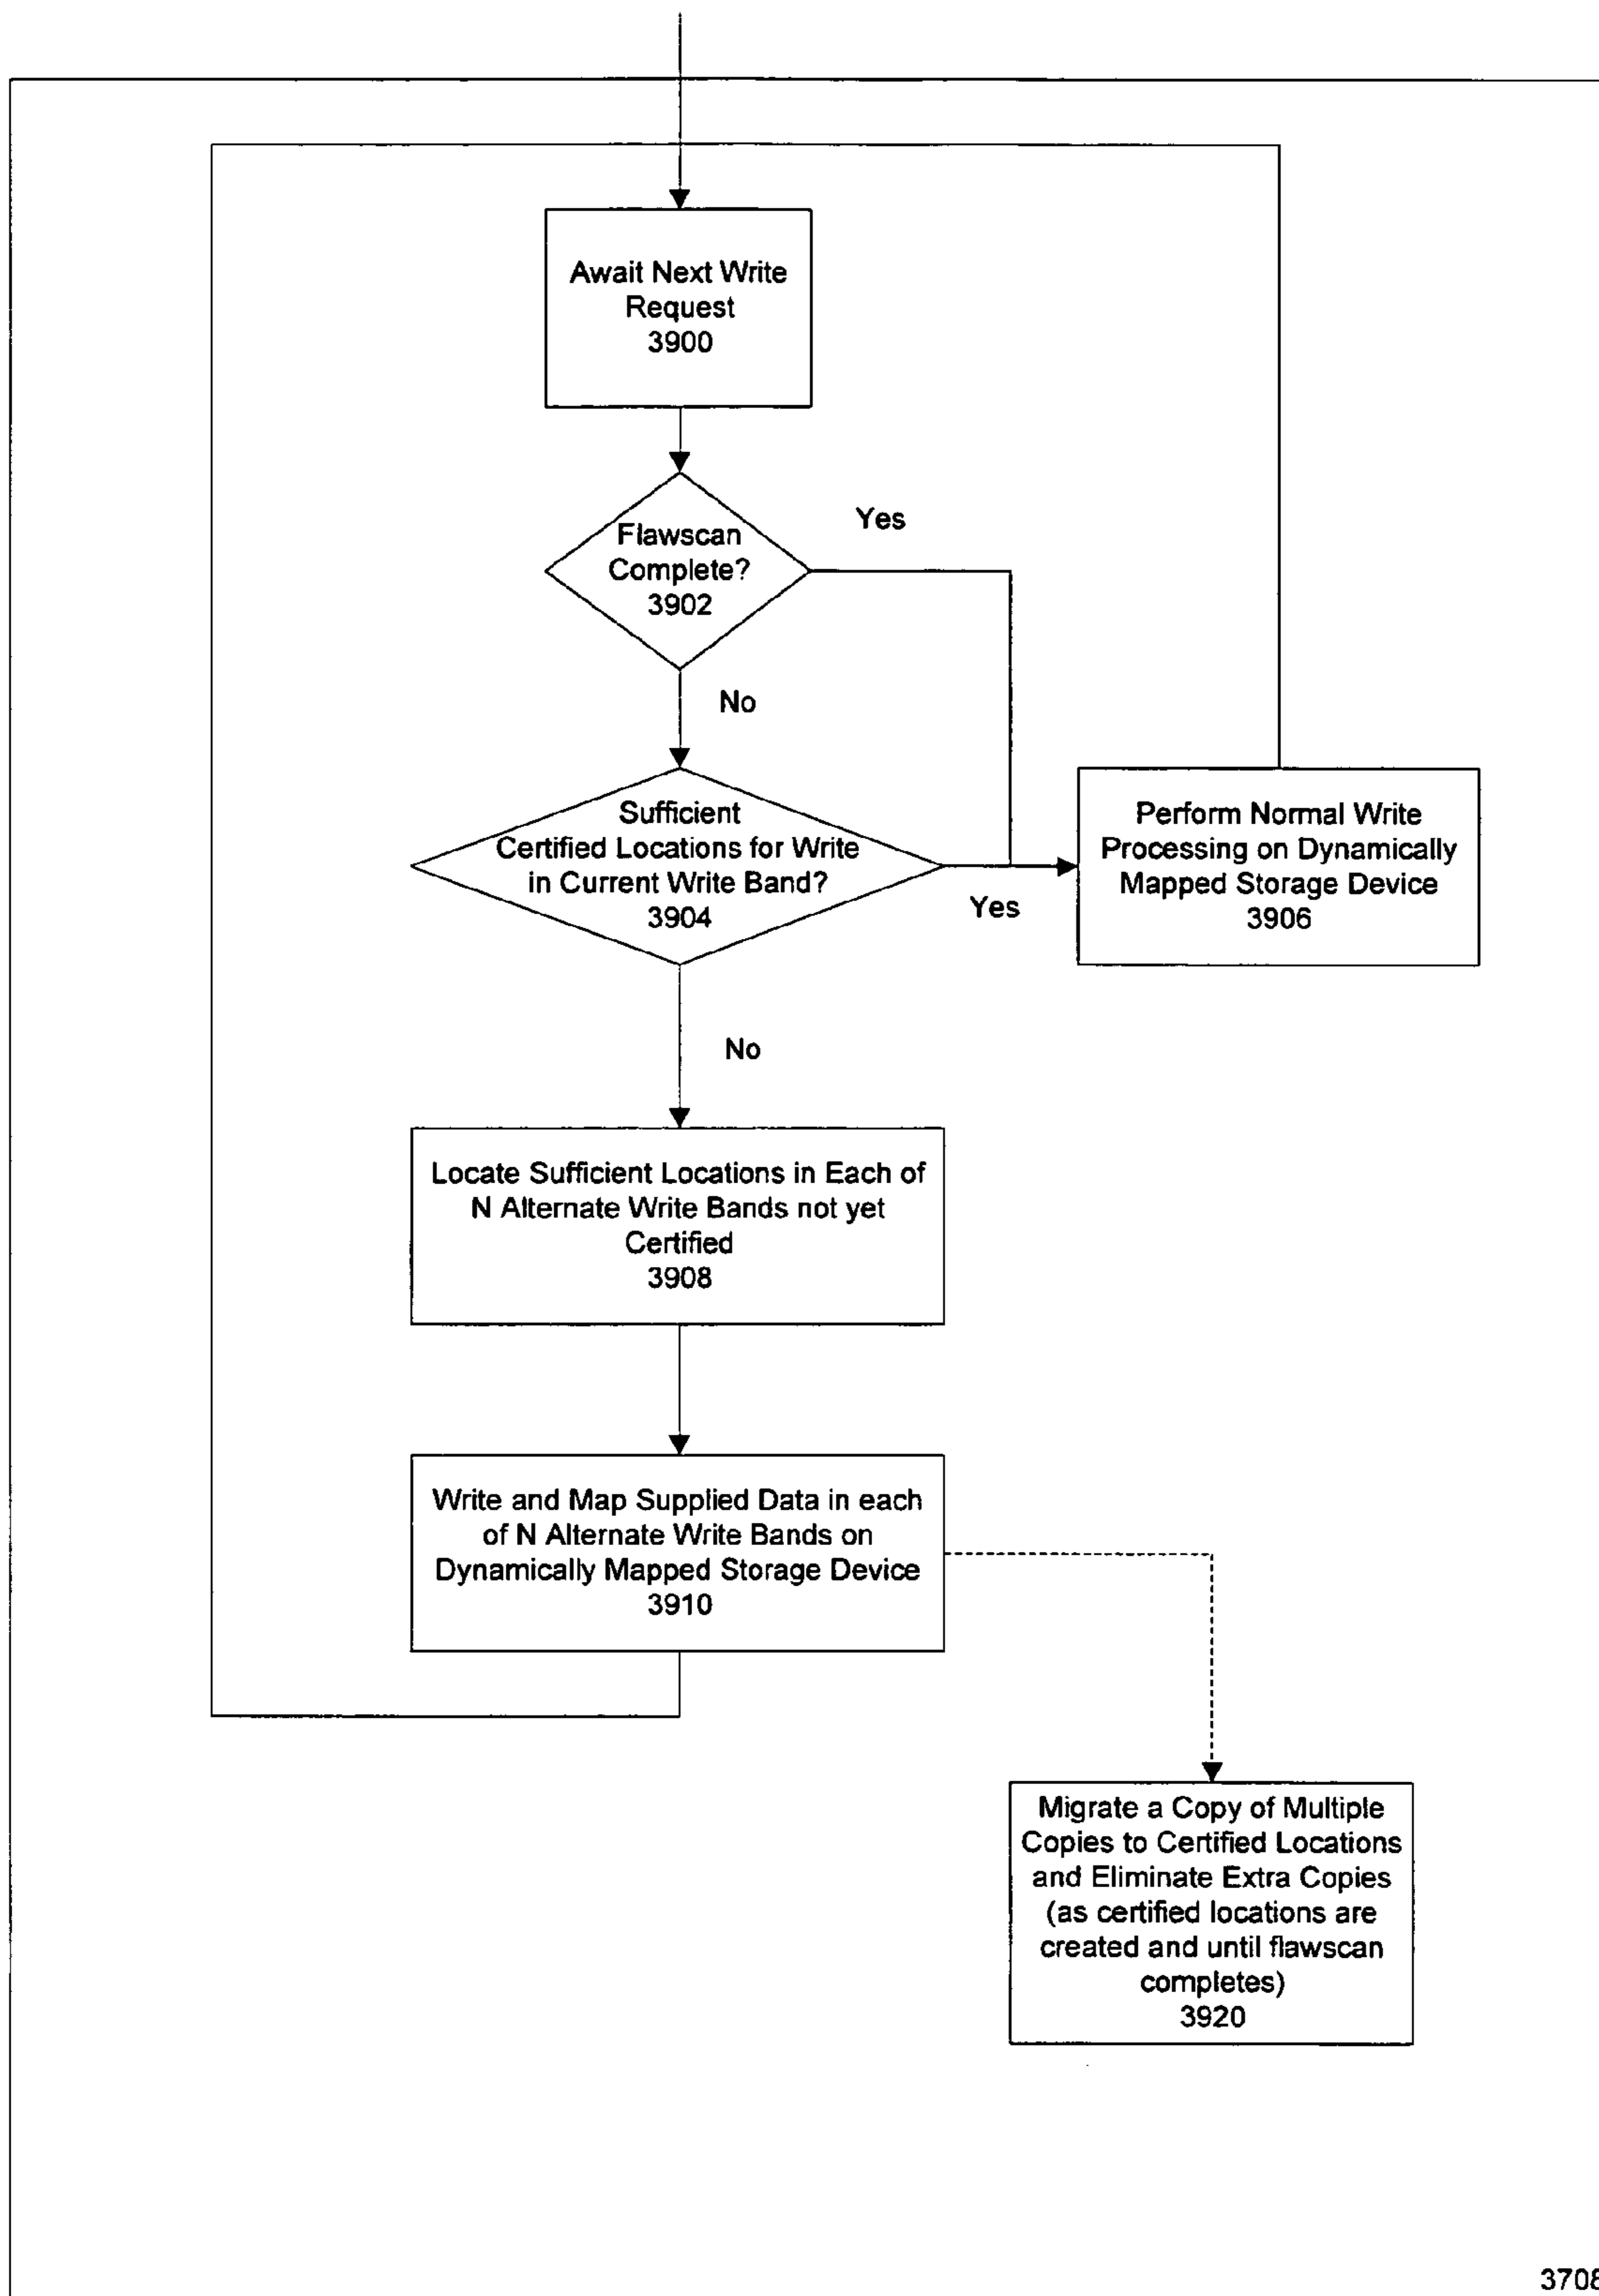 Await Next Write
Request
3900
Flawscan
Complete?
3902
Yes
No
Sufficient
Certified Locations for Write
in Current Write Band?
3904
Yes
Perform Normal Write
Processing on Dynamically
Mapped Storage Device
3906
No
Locate Sufficient Locations in Each of
N Alternate Write Bands not yet
Certified
3908
Write and Map Supplied Data in each
of N Alternate Write Bands on
Dynamically Mapped Storage Device
3910
Migrate a Copy of Multiple
Copies to Certified Locations
and Eliminate Extra Copies
(as certified locations are
created and until flawscan
completes)
3920
3708